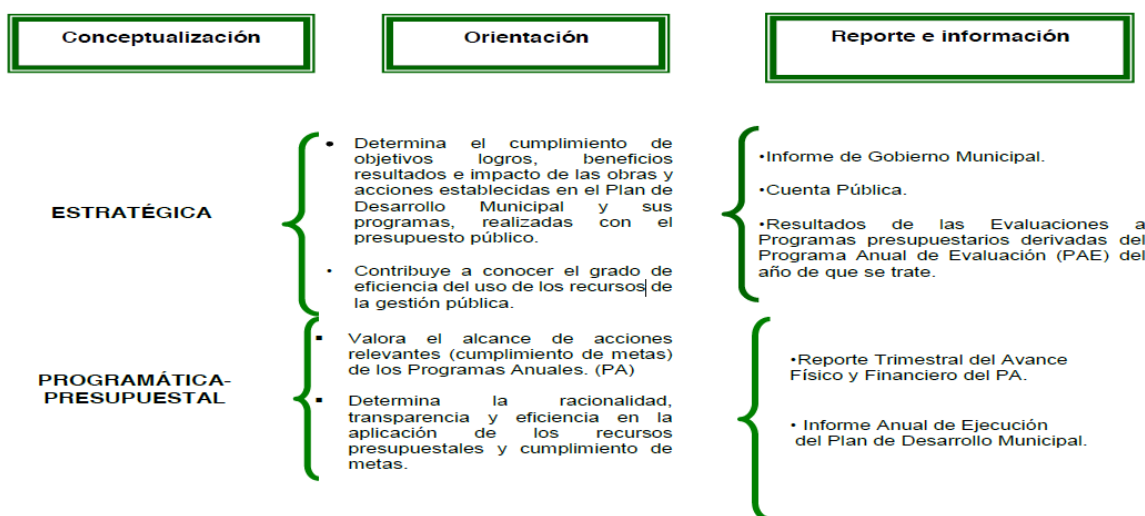 Conceptualización
Orientación
Reporte e información
ESTRATÉGICA
• Determina el cumplimiento de
objetivos logros, beneficios
resultados e impacto de las obras y
acciones establecidas en el Plan de
Desarrollo Municipal y sus
programas, realizadas con el
presupuesto público.
• Contribuye a conocer el grado de
eficiencia del uso de los recursos de
la gestión pública.
•Informe de Gobierno Municipal.
•Cuenta Pública.
•Resultados de las Evaluaciones a
Programas presupuestarios derivadas del
Programa Anual de Evaluación (PAE) del
año de que se trate.
PROGRAMÁTICA-
PRESUPUESTAL
▪ Valora el alcance de acciones
relevantes (cumplimiento de metas)
de los Programas Anuales. (PA)
▪ Determina la racionalidad,
transparencia y eficiencia en la
aplicación de los recursos
presupuestales y cumplimiento de
metas.
•Reporte Trimestral del Avance
Físico y Financiero del PA.
• Informe Anual de Ejecución
del Plan de Desarrollo Municipal.